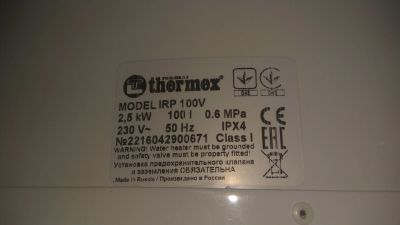 thermex
MODEL IRP 100V
2,5 kW 100 l 0.6 MPa
230 V~ 50 Hz IPX4
№2216042900671 Class I
WARNING! Water heater must be grounded
and safety valve must be properly fitted!
Установка предохранительного клапана
и заземления ОБЯЗАТЕЛЬНА
Made in Russia / Произведено в России
CE
EAC